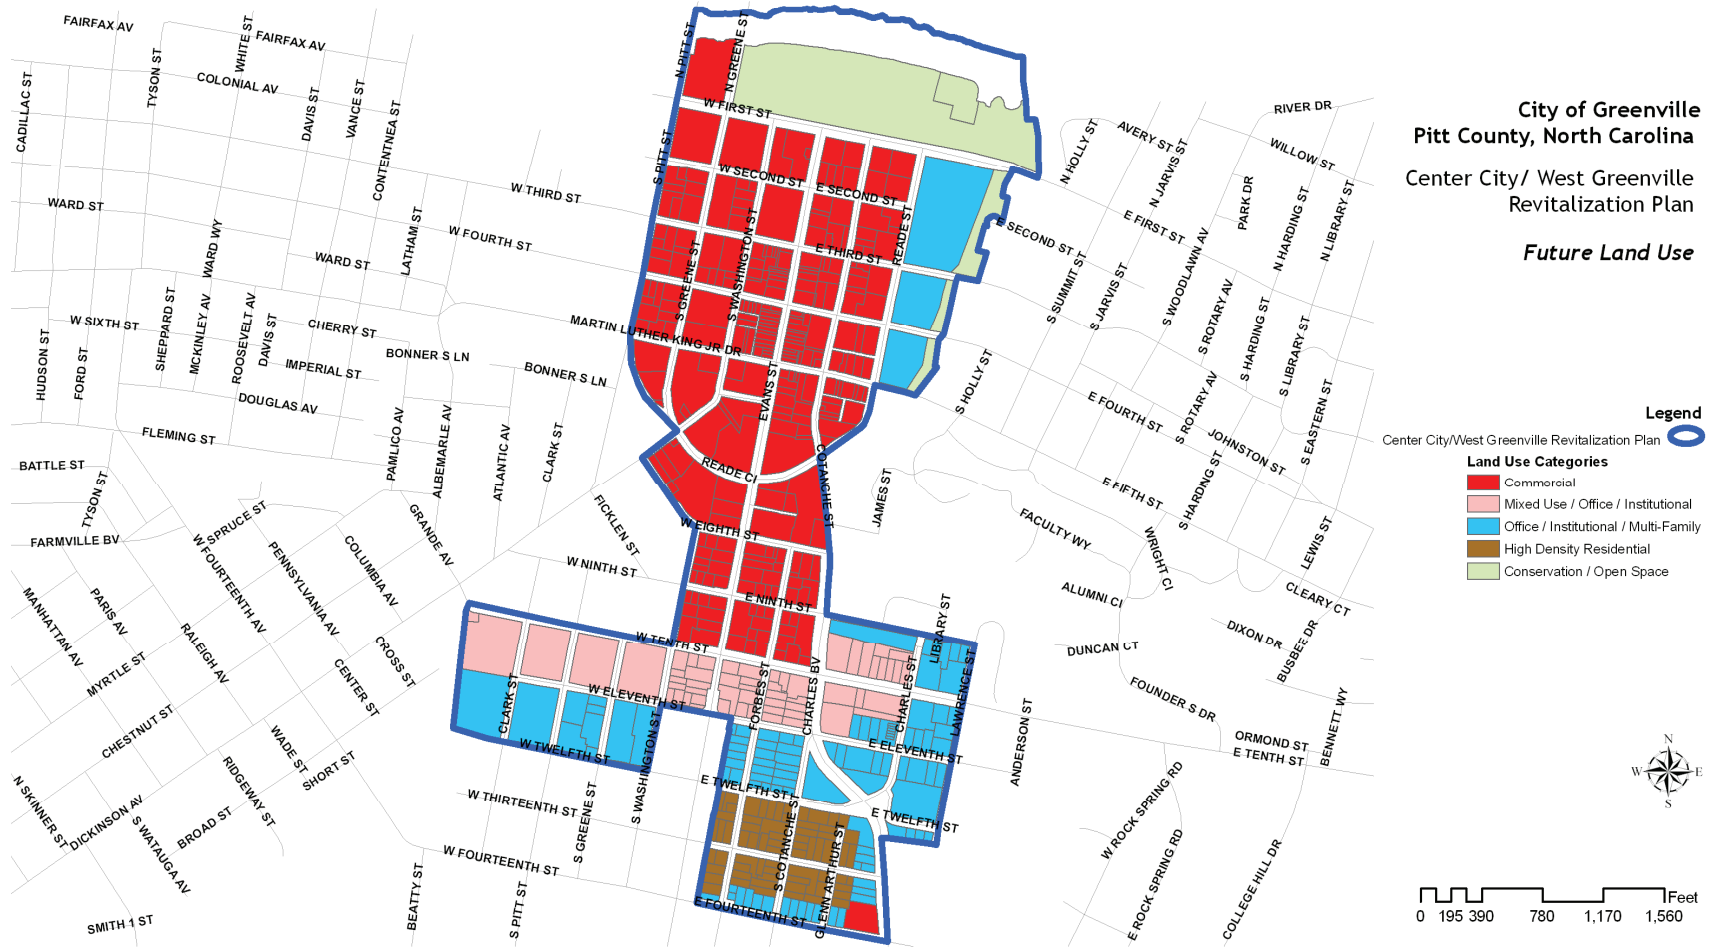 FAIRFAX AV
WHITE ST
FAIRFAX AV
TYSON ST
COLONIAL AV
CADILLAC ST
DAVIS ST
VANCE ST
CONTENTNEA ST
N PITT ST
N GREENE ST
W FIRST ST
S PITT ST
W SECOND ST
E SECOND ST
W THIRD ST
WARD ST
WARD WY
LATHAM ST
W FOURTH ST
WARD ST
S GREENE ST
S WASHINGTON ST
E THIRD ST
READE ST
N HOLLY ST
AVERY ST
N JARVIS ST
RIVER DR
WILLOW ST
PARK DR
N HARDING ST
N LIBRARY ST
E FIRST ST
E SECOND ST
S SUMMIT ST
S JARVIS ST
S WOODLAWN AV
S ROTARY AV
S HARDING ST
S LIBRARY ST
S EASTERN ST
SHEPPARD ST
MCKINLEY AV
ROOSEVELT AV
DAVIS ST
W SIXTH ST
HUDSON ST
FORD ST
CHERRY ST
IMPERIAL ST
DOUGLAS AV
BONNER S LN
BONNER S LN
MARTIN LUTHER KING JR DR
EVANS ST
READE CI
COTANCHE ST
S HOLLY ST
E FOURTH ST
S ROTARY AV
JOHNSTON ST
FLEMING ST
BATTLE ST
TYSON ST
PAMLICO AV
ALBEMARLE AV
ATLANTIC AV
CLARK ST
FICKLEN ST
JAMES ST
E FIFTH ST
S HARDNG ST
FACULTY WY
WRIGHT CI
LEWIS ST
CLEARY CT
W EIGHTH ST
FARMVILLE BV
SPRUCE ST
W FOURTEENTH AV
PENNSYLVANIA AV
COLUMBIA AV
GRANDE AV
W NINTH ST
E NINTH ST
ALUMNI CI
DIXON DR
BUSBEE DR
DUNCAN CT
FOUNDER S DR
MANHATTAN AV
PARIS AV
RALEIGH AV
MYRTLE ST
CROSS ST
CENTER ST
W TENTH ST
LIBRARY ST
LAWRENCE ST
CHARLES ST
CHARLES BV
FORBES ST
W ELEVENTH ST
CLARK ST
E ELEVENTH ST
ANDERSON ST
BENNETT WY
ORMOND ST
E TENTH ST
CHESTNUT ST
WADE ST
SHORT ST
RIDGEWAY ST
W TWELFTH ST
S WASHINGTON ST
E TWELFTH ST
E TWELFTH ST
N SKINNER ST
DICKINSON AV
S WATAUGA AV
BROAD ST
W THIRTEENTH ST
S GREENE ST
S COTANCHE ST
GLENN ARTHUR ST
W ROCK SPRING RD
E ROCK SPRING RD
COLLEGE HILL DR
W FOURTEENTH ST
BEATTY ST
S PITT ST
E FOURTEENTH ST
SMITH 1 ST
City of Greenville
Pitt County, North Carolina
Center City/ West Greenville
Revitalization Plan
Future Land Use
Legend
Center City/West Greenville Revitalization Plan
Land Use Categories
Commercial
Mixed Use / Office / Institutional
Office / Institutional / Multi-Family
High Density Residential
Conservation / Open Space
N
W E
S
Feet
0 195 390 780 1,170 1,560